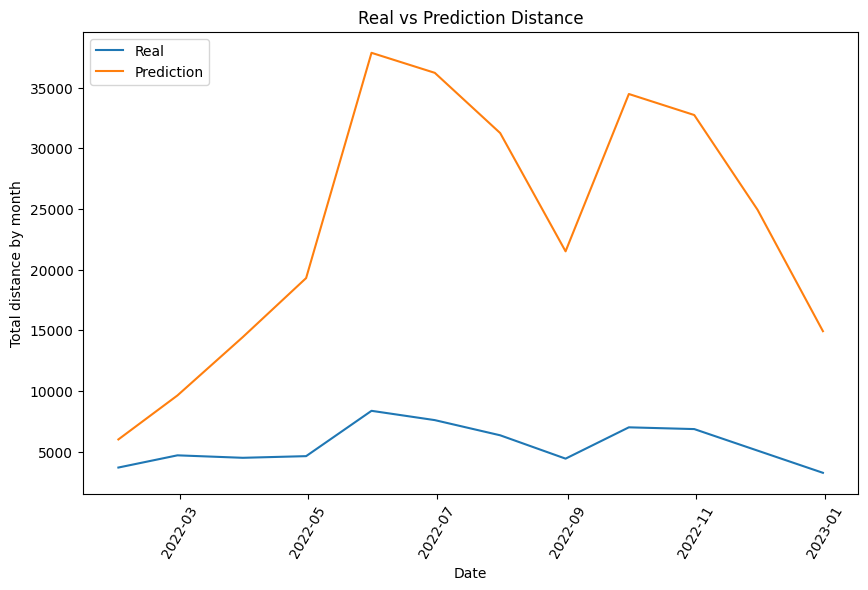 Real vs Prediction Distance
Real
Prediction
35000
30000
25000
20000
15000
10000
5000
Total distance by month
2022-03
2022-05
2022-07
2022-09
2022-11
2023-01
Date